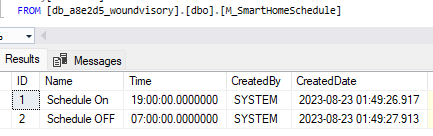 FROM [db_a8e2d5_woundvisory].[dbo].[M_SmartHomeSchedule]
Results Messages
ID Name Time CreatedBy CreatedDate
1 Schedule On 19:00:00.0000000 SYSTEM 2023-08-23 01:49:26.917
2 Schedule OFF 07:00:00.0000000 SYSTEM 2023-08-23 01:49:27.913